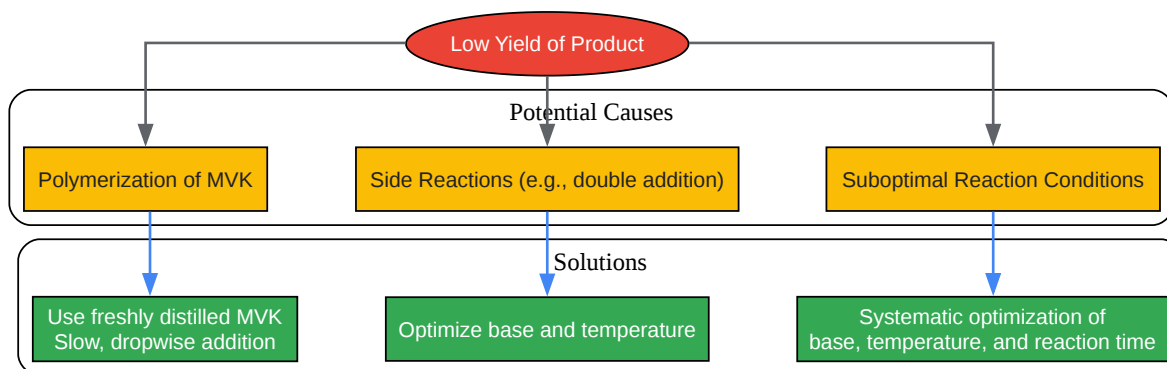 Low Yield of Product
Potential Causes
Polymerization of MVK
Side Reactions (e.g., double addition)
Suboptimal Reaction Conditions
Solutions
Use freshly distilled MVK
Slow, dropwise addition
Optimize base and temperature
Systematic optimization of
base, temperature, and reaction time